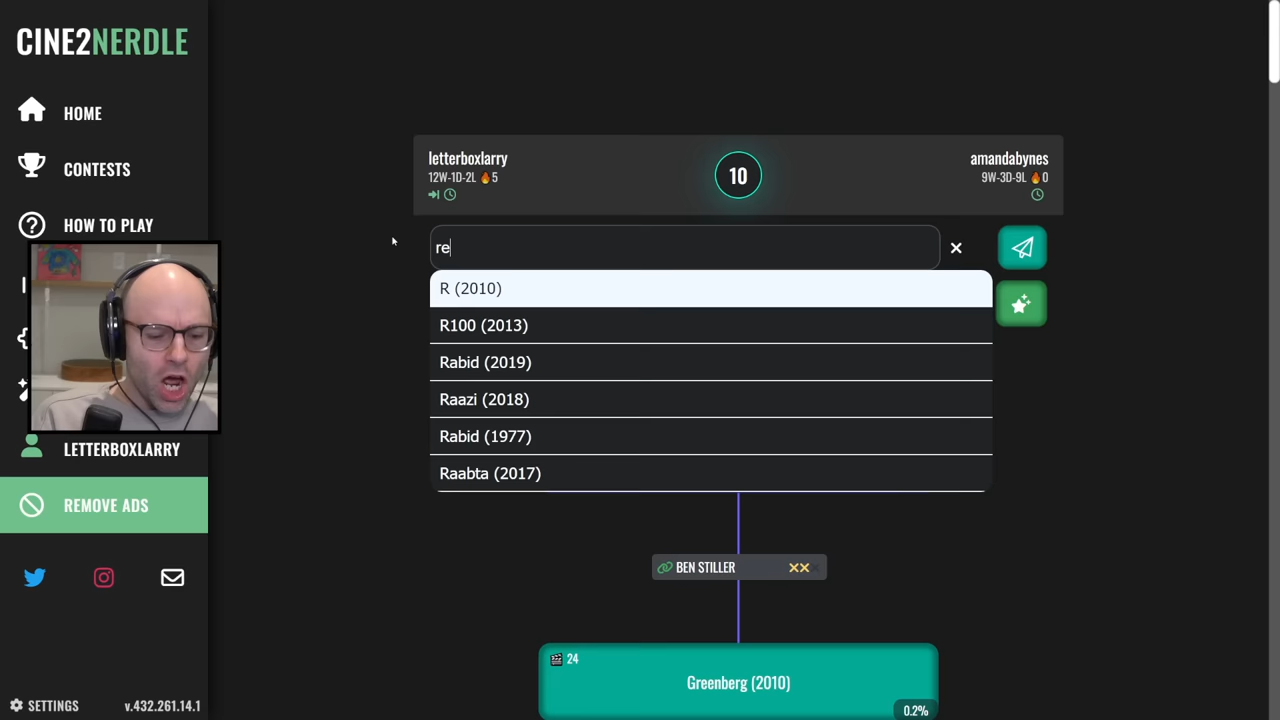 CINE2NERDLE
HOME
CONTESTS
HOW TO PLAY
LETTERBOXLARRY
REMOVE ADS
SETTINGS
v.432.261.14.1
letterboxlarry
12W-1D-2L 🔥5
10
amandabynes
9W-3D-9L 🔥0
re
R (2010)
R100 (2013)
Rabid (2019)
Raazi (2018)
Rabid (1977)
Raabta (2017)
BEN STILLER
24
Greenberg (2010)
0.2%